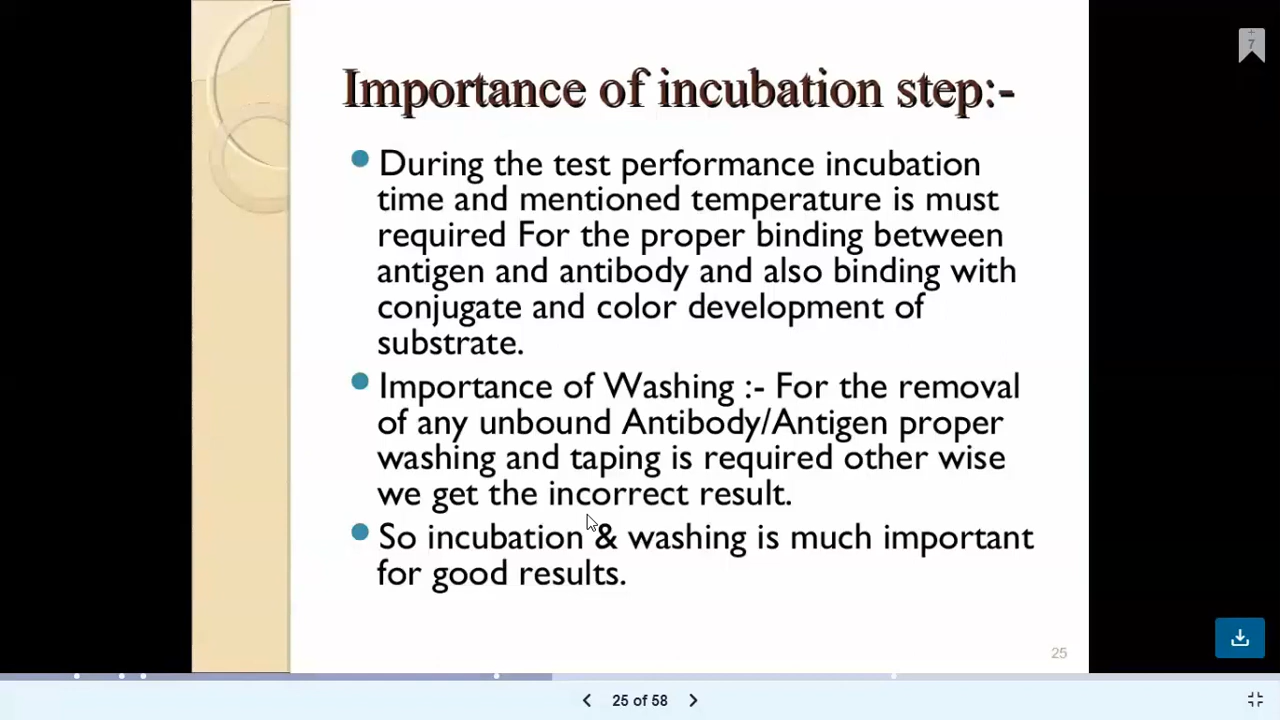 Importance of incubation step:-
During the test performance incubation
time and mentioned temperature is must
required For the proper binding between
antigen and antibody and also binding with
conjugate and color development of
substrate.
Importance of Washing :- For the removal
of any unbound Antibody/Antigen proper
washing and taping is required other wise
we get the incorrect result.
So incubation & washing is much important
for good results.
25
25 of 58
+
7